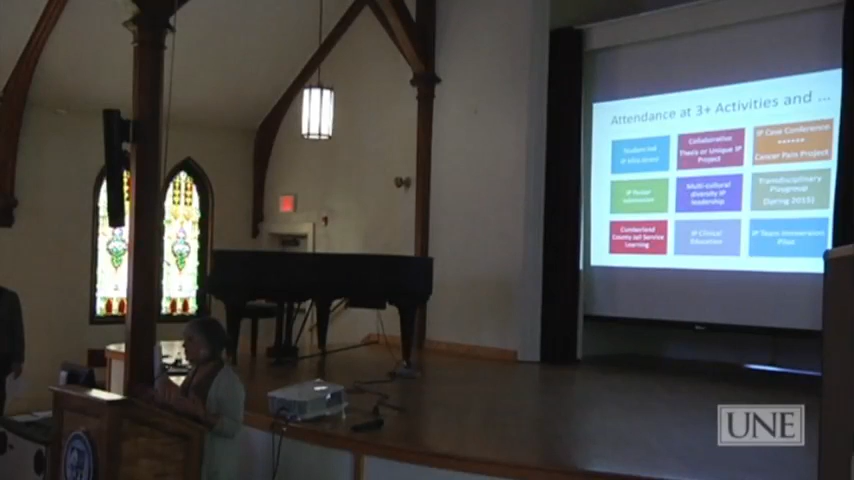 Attendance at 3+ Activities and ...
Collaborative
Thesis or Unique IP
Project
IP Case Conference
******
Cancer Pain Project
Multi-cultural
diversity IP
leadership
Transdisciplinary
Playgroup
(Spring 2015)
Cumberland
County Jail Service
Learning
IP Clinical
Education
IP Team Immersion
Pilot
UNE